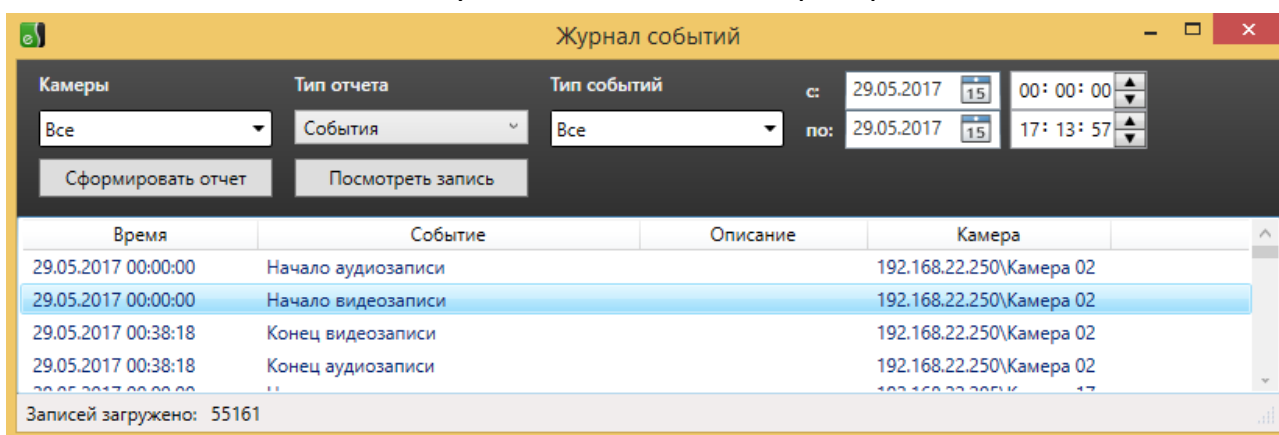 Журнал событий
Камеры Тип отчета Тип событий с: 29.05.2017 15 00: 00: 00
Все События Все по: 29.05.2017 15 17: 13: 57
Сформировать отчет Посмотреть запись
Время Событие Описание Камера
29.05.2017 00:00:00 Начало аудиозаписи 192.168.22.250\Камера 02
29.05.2017 00:00:00 Начало видеозаписи 192.168.22.250\Камера 02
29.05.2017 00:38:18 Конец видеозаписи 192.168.22.250\Камера 02
29.05.2017 00:38:18 Конец аудиозаписи 192.168.22.250\Камера 02
Записей загружено: 55161